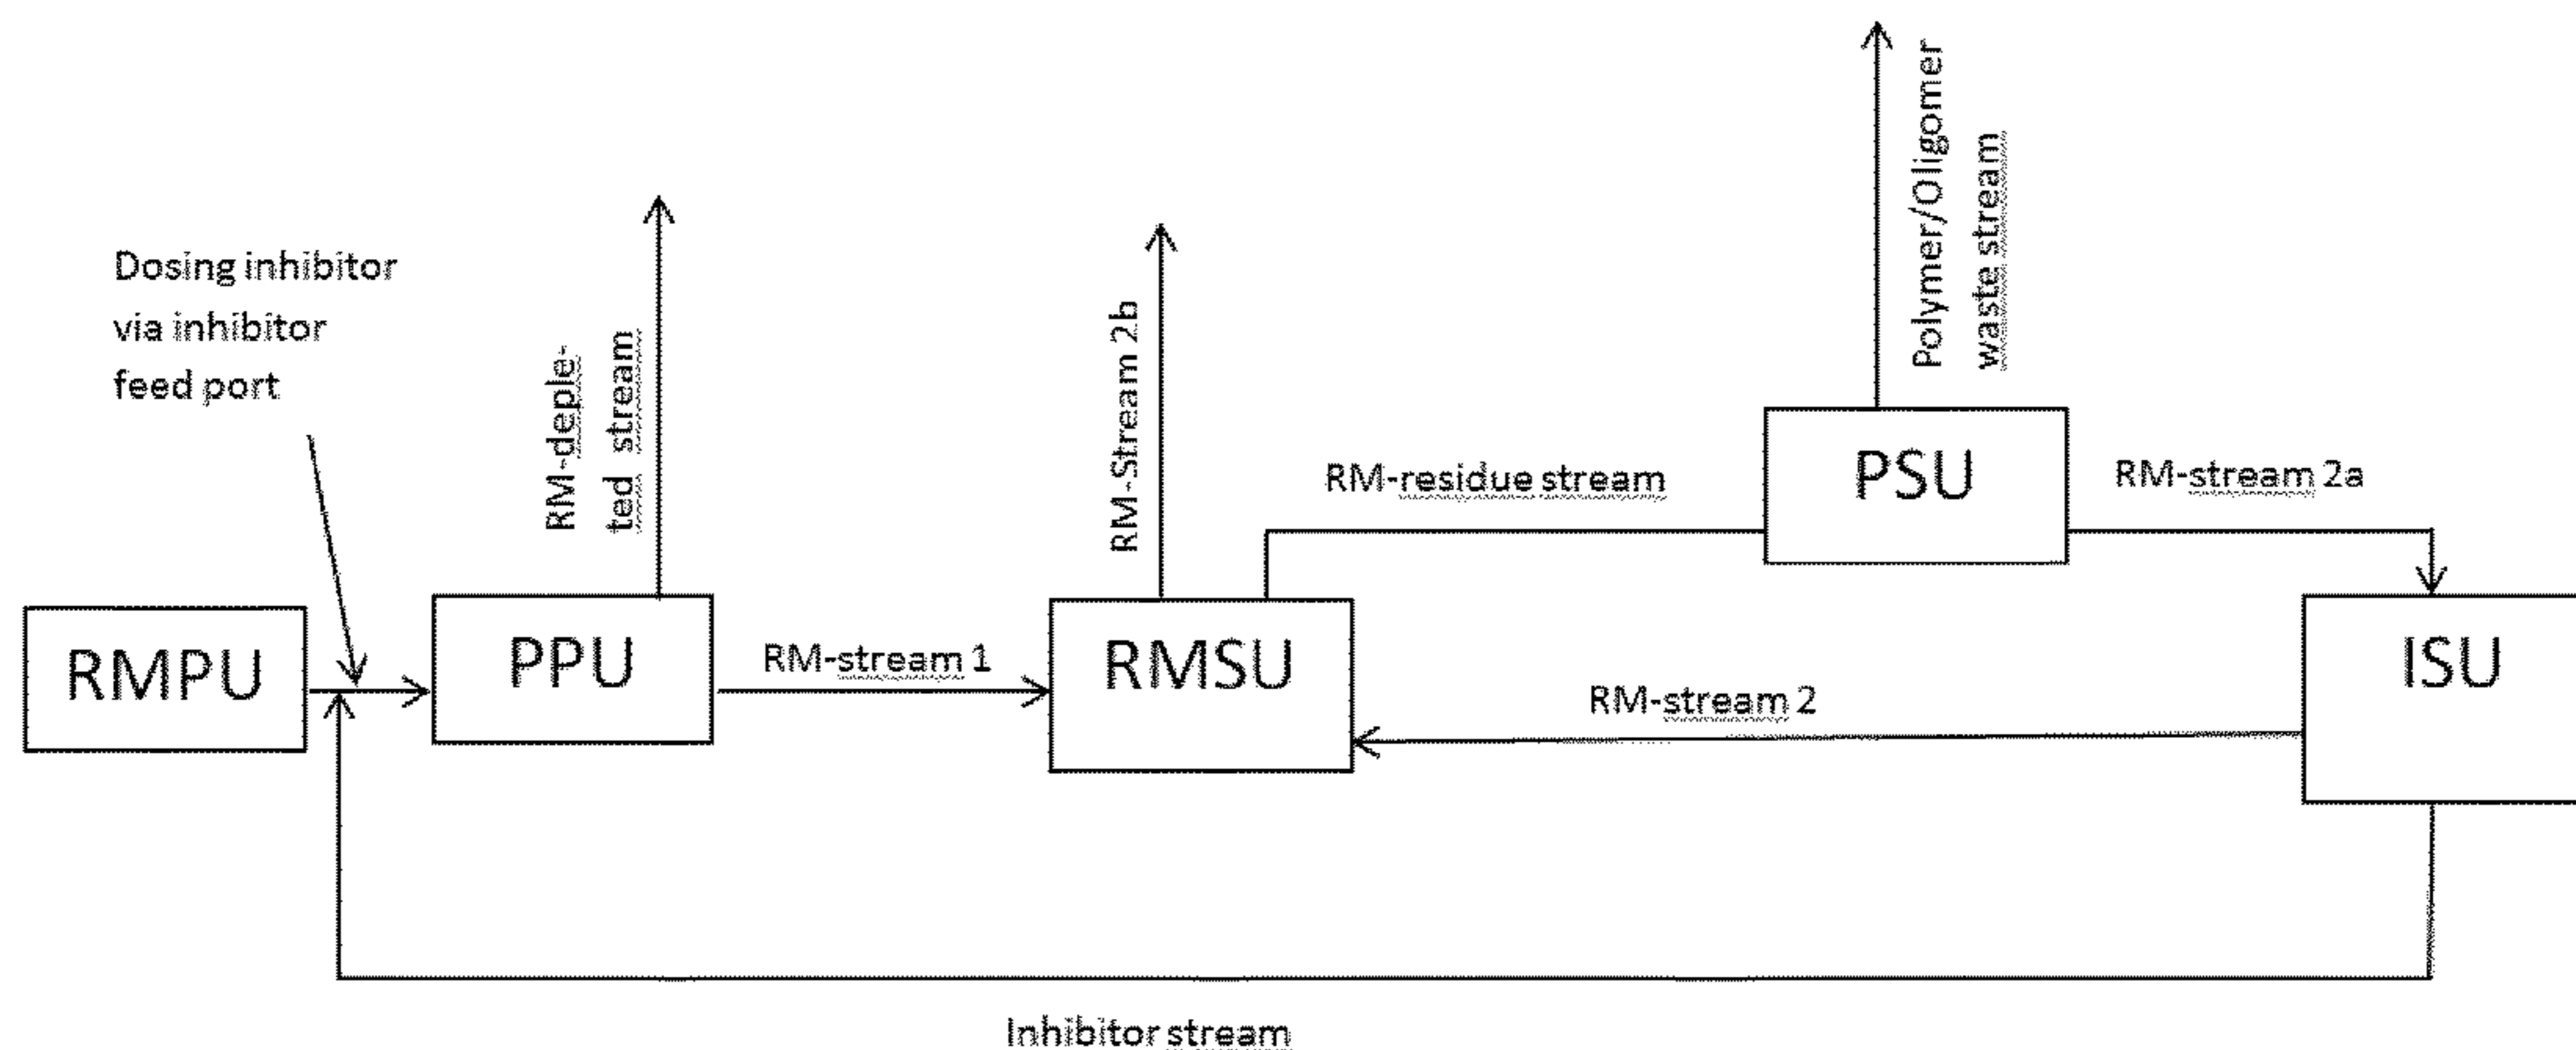 Dosing inhibitor
via inhibitor
feed port
RMPU
PPU
RM-deple-
ted stream
RM-stream 1
RMSU
RM-Stream 2b
RM-residue stream
PSU
Polymer/Oligomer
waste stream
RM-stream 2a
ISU
RM-stream 2
Inhibitor stream